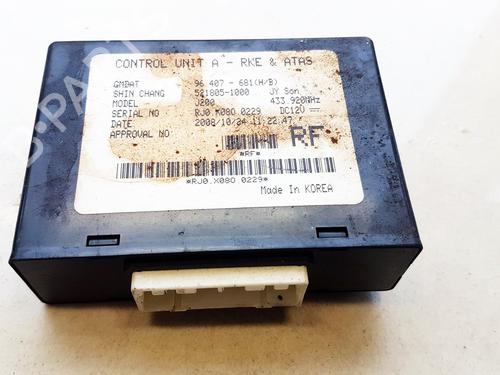 CONTROL UNIT A - RKE & ATAS
GMDAT 96 407 - 681(H/B)
SHIN CHANG 521805-1000 JY Son
MODEL J200 433.920MHz
SERIAL NO RJ0.X080 0229 DC12V
DATE 2008/10/04 11.22.47
APPROVAL NO RF
*RF*
*RJ0.X080 0229*
Made In KOREA